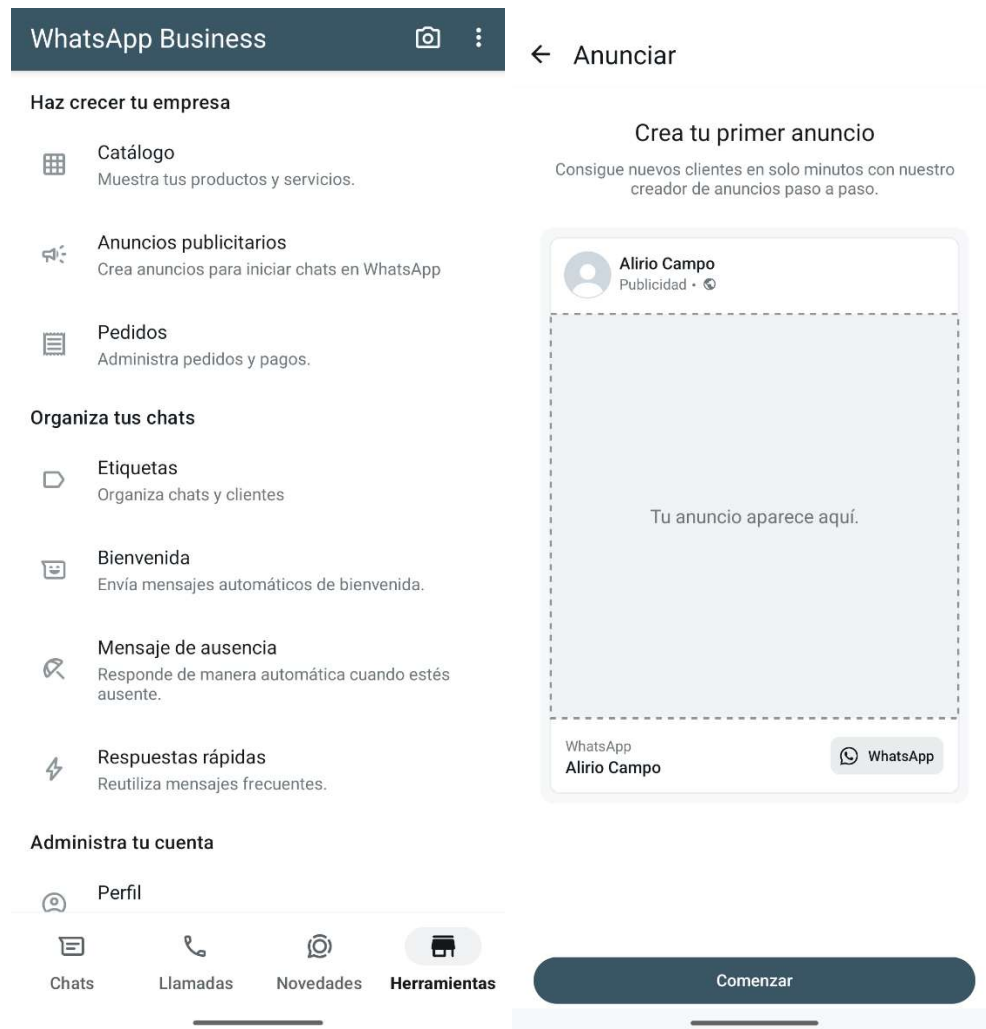 WhatsApp Business
Haz crecer tu empresa
Catálogo
Muestra tus productos y servicios.
Anuncios publicitarios
Crea anuncios para iniciar chats en WhatsApp
Pedidos
Administra pedidos y pagos.
Organiza tus chats
Etiquetas
Organiza chats y clientes
Bienvenida
Envía mensajes automáticos de bienvenida.
Mensaje de ausencia
Responde de manera automática cuando estés
ausente.
Respuestas rápidas
Reutiliza mensajes frecuentes.
Administra tu cuenta
Perfil
Chats
Llamadas
Novedades
Herramientas
Anunciar
Crea tu primer anuncio
Consigue nuevos clientes en solo minutos con nuestro
creador de anuncios paso a paso.
Alirio Campo
Publicidad •
Tu anuncio aparece aquí.
WhatsApp
Alirio Campo
WhatsApp
Comenzar